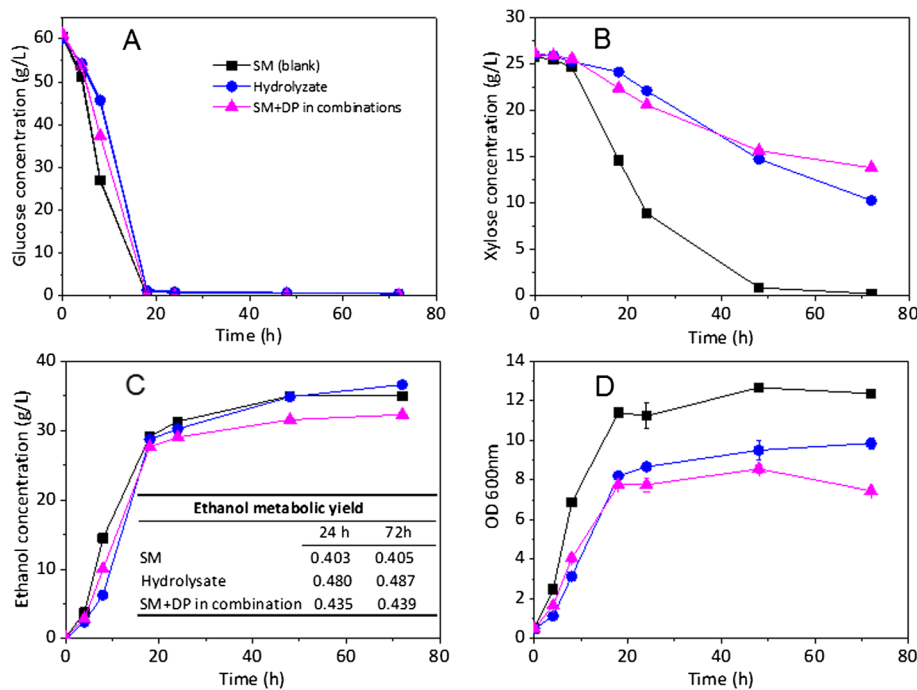 A
Glucose concentration (g/L)
60
50
40
30
20
10
0
0 20 40 60 80
Time (h)
SM (blank)
Hydrolyzate
SM+DP in combinations
B
Xylose concentration (g/L)
30
25
20
15
10
5
0
0 20 40 60 80
Time (h)
C
Ethanol concentration (g/L)
40
30
20
10
0
0 20 40 60 80
Time (h)
Ethanol metabolic yield
24 h 72h
SM 0.403 0.405
Hydrolysate 0.480 0.487
SM+DP in combination 0.435 0.439
D
OD 600nm
14
12
10
8
6
4
2
0
0 20 40 60 80
Time (h)